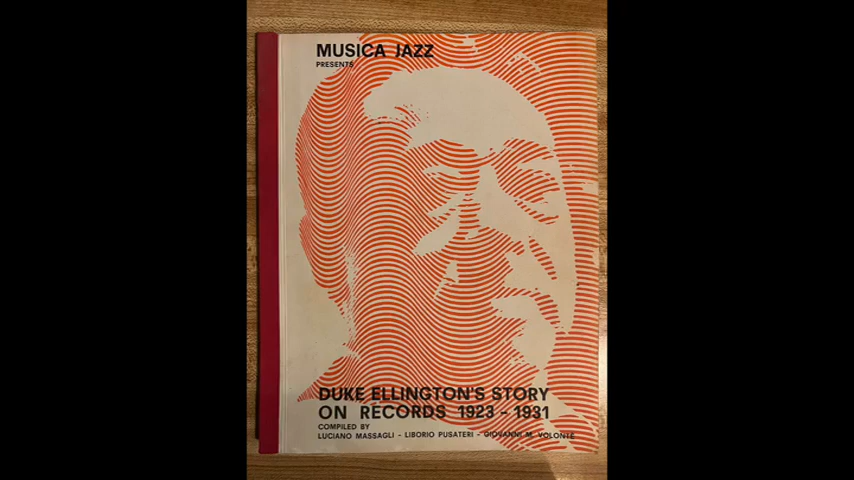 MUSICA JAZZ
PRESENTS
DUKE ELLINGTON'S STORY
ON RECORDS 1923 - 1931
COMPILED BY
LUCIANO MASSAGLI - LIBORIO PUSATERI - GIOVANNI M. VOLONTÉ